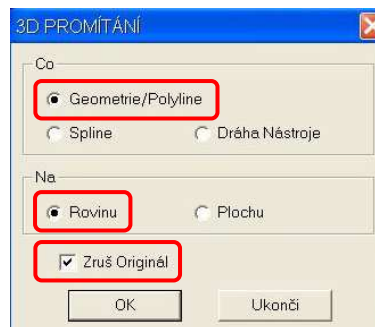 3D PROMÍTÁNÍ
Co
Geometrie/Polyline
Spline Dráha Nástroje
Na
Rovinu Plochu
Zruš Originál
OK Ukonči